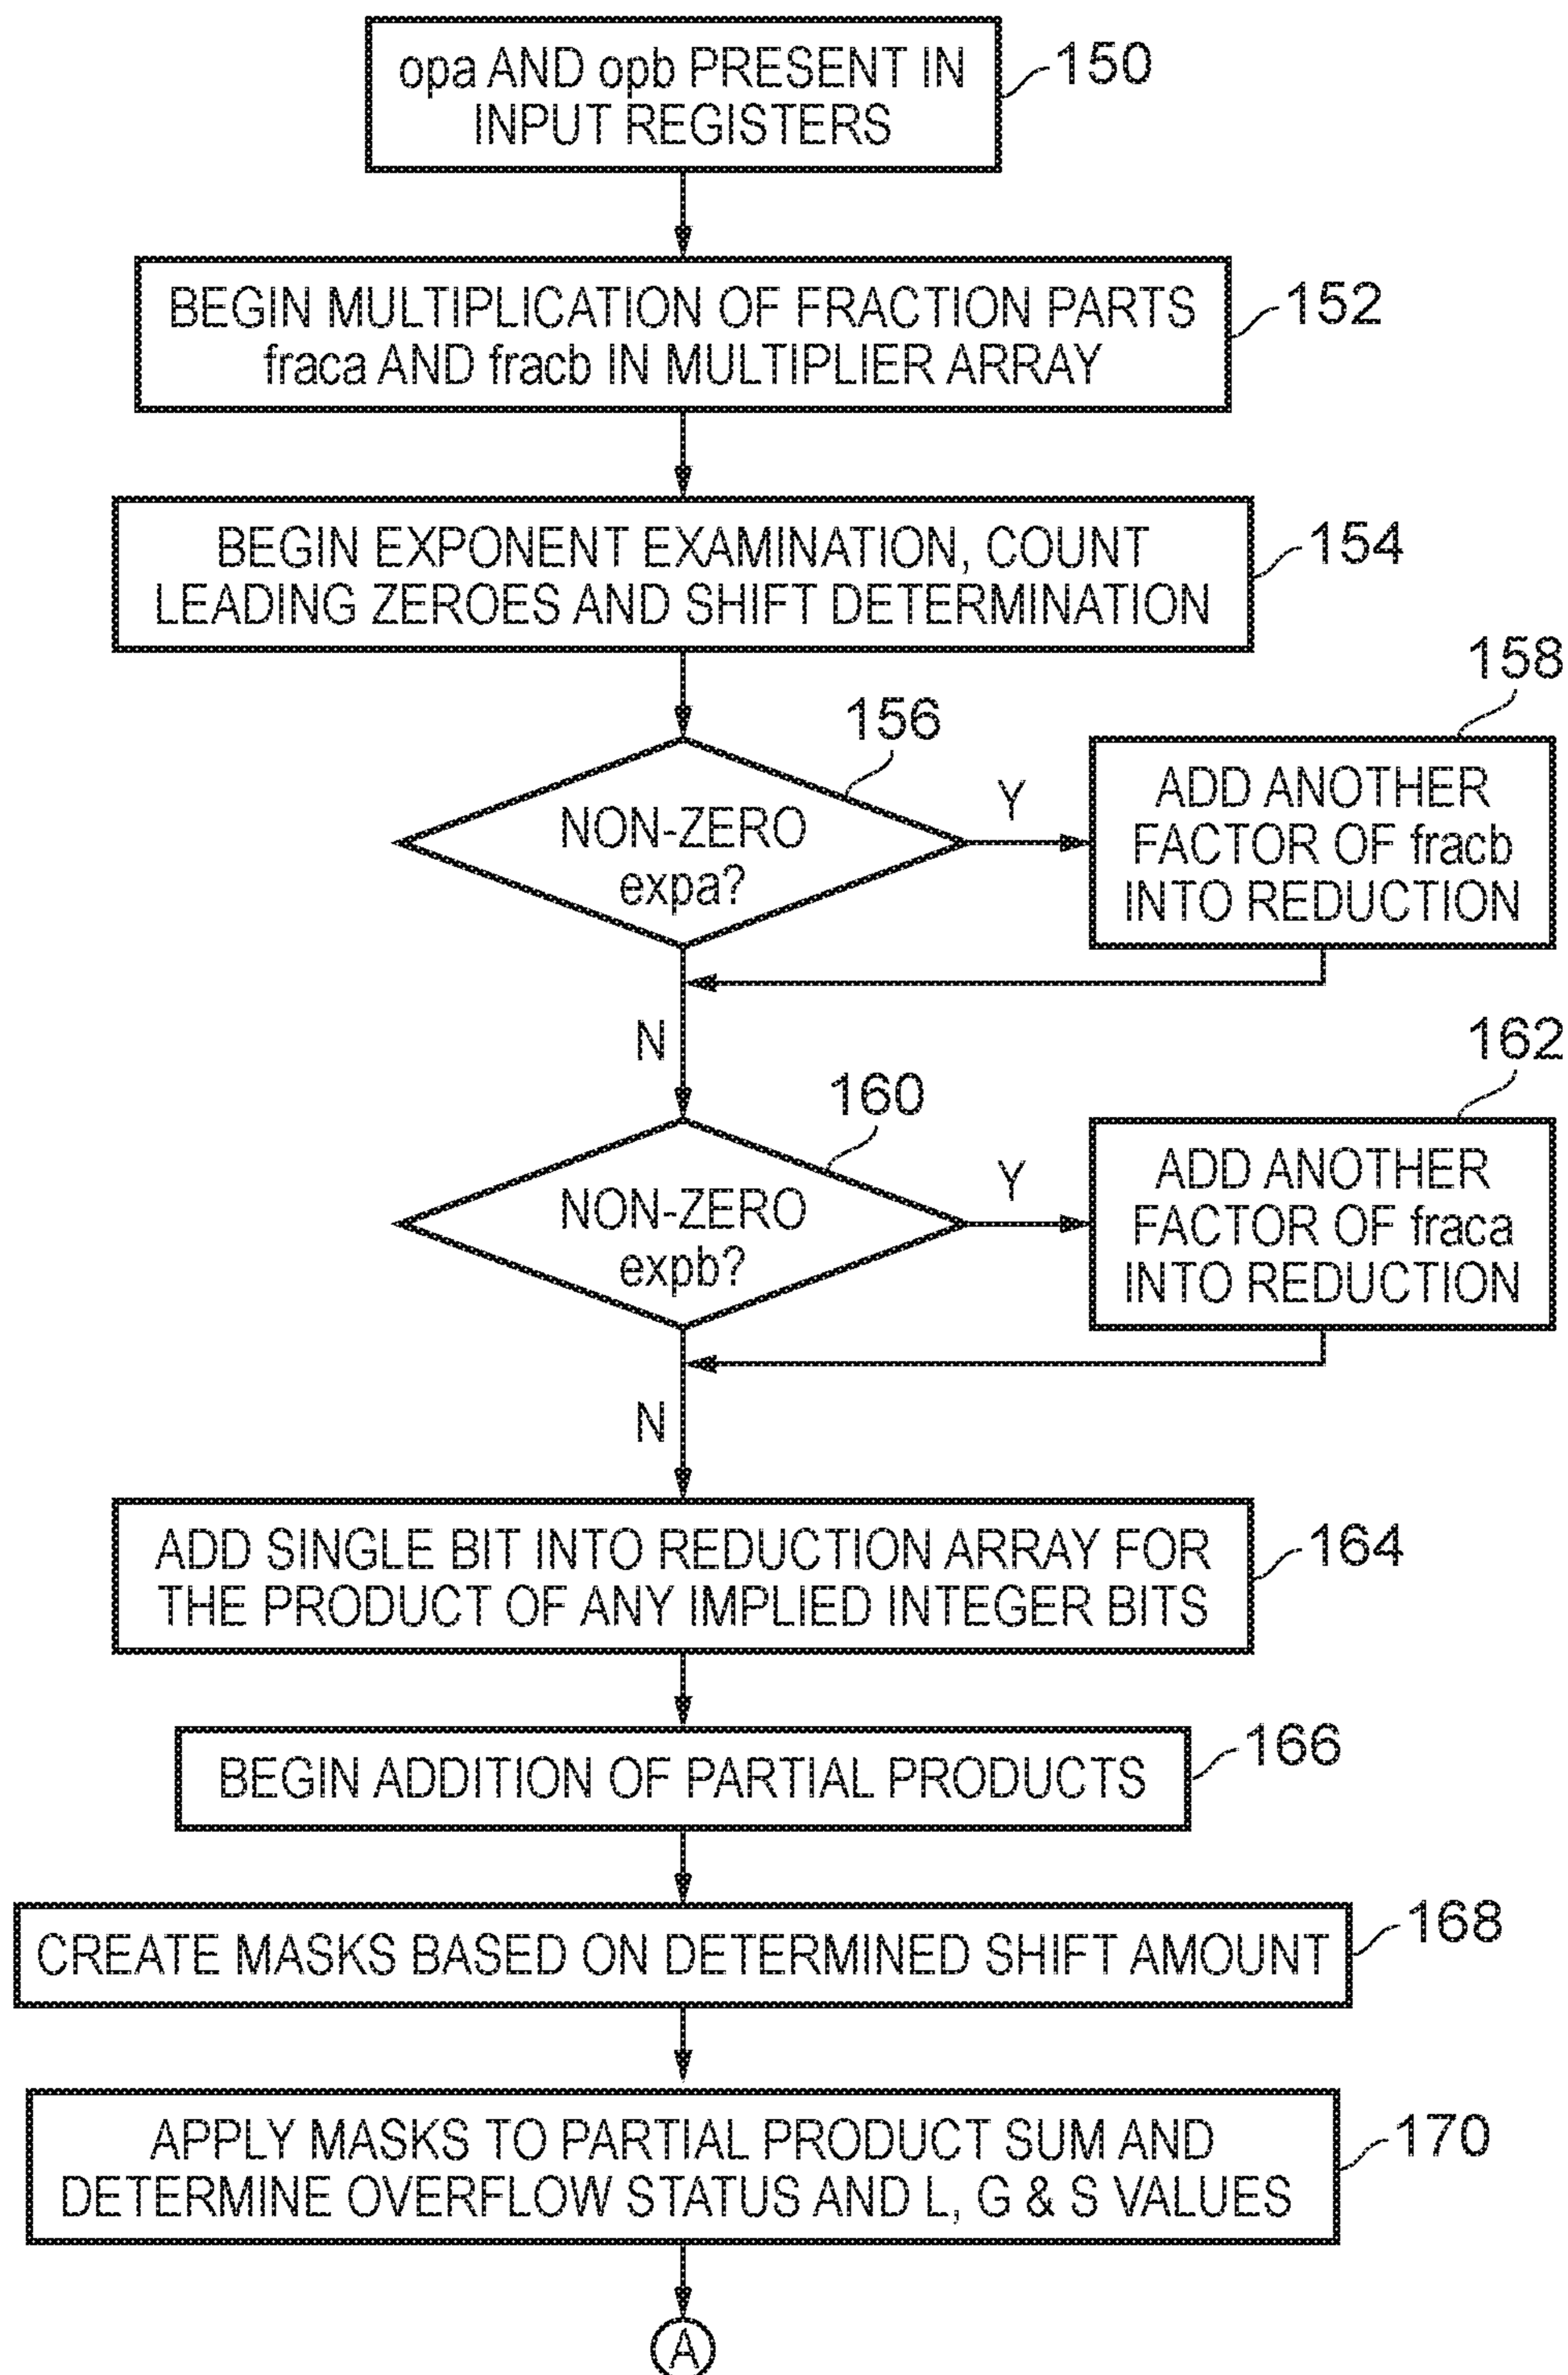 opa AND opb PRESENT IN
INPUT REGISTERS
150
BEGIN MULTIPLICATION OF FRACTION PARTS
fraca AND fracb IN MULTIPLIER ARRAY
152
BEGIN EXPONENT EXAMINATION, COUNT
LEADING ZEROES AND SHIFT DETERMINATION
154
156
NON-ZERO
expa?
Y
158
ADD ANOTHER
FACTOR OF fracb
INTO REDUCTION
N
160
NON-ZERO
expb?
Y
162
ADD ANOTHER
FACTOR OF fraca
INTO REDUCTION
N
ADD SINGLE BIT INTO REDUCTION ARRAY FOR
THE PRODUCT OF ANY IMPLIED INTEGER BITS
164
BEGIN ADDITION OF PARTIAL PRODUCTS
166
CREATE MASKS BASED ON DETERMINED SHIFT AMOUNT
168
APPLY MASKS TO PARTIAL PRODUCT SUM AND
DETERMINE OVERFLOW STATUS AND L, G & S VALUES
170
A